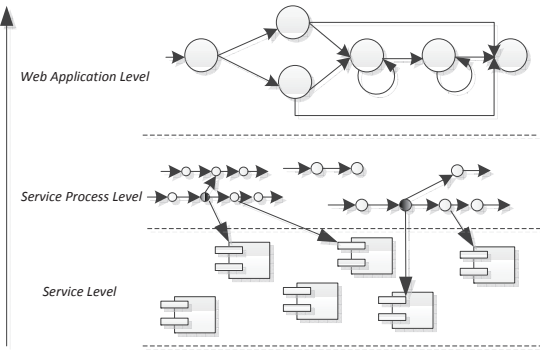 Web Application Level
Service Process Level
Service Level